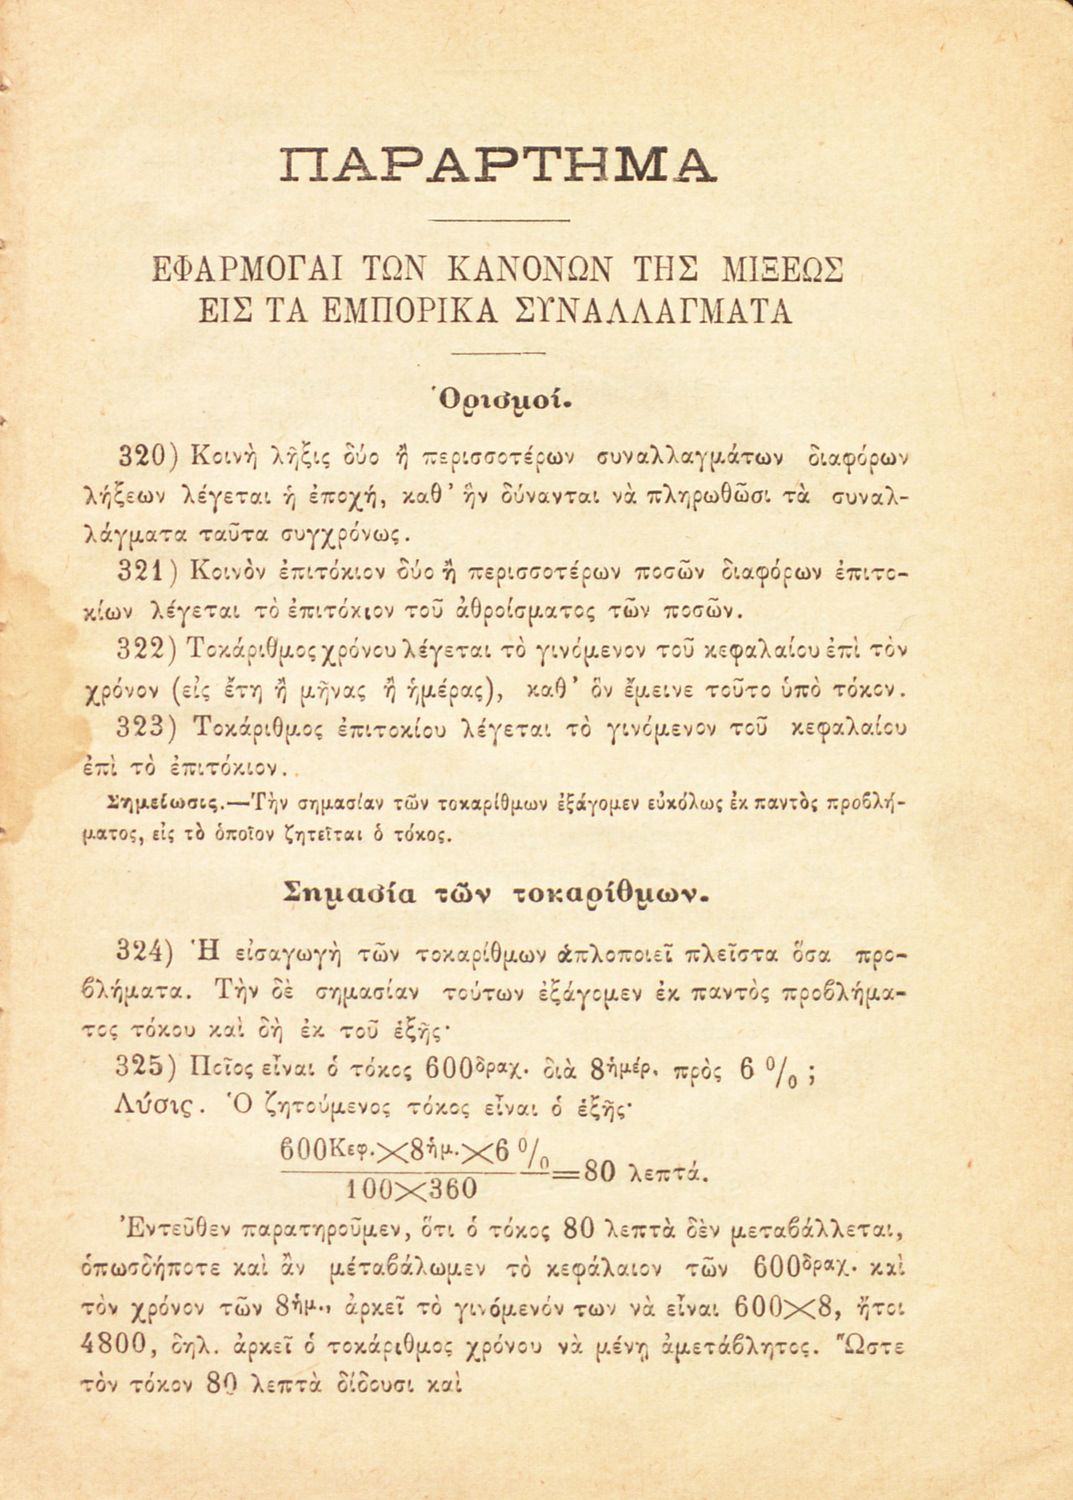 ΠΑΡΑΡΤΗΜΑ
ΕΦΑΡΜΟΓΑΙ ΤΩΝ ΚΑΝΟΝΩΝ ΤΗΣ ΜΙΞΕΩΣ
ΕΙΣ ΤΑ ΕΜΠΟΡΙΚΑ ΣΥΝΑΛΛΑΓΜΑΤΑ
Ὁρισμοί.
320) Κοινὴ λῆξις δύο ἢ περισσοτέρων συναλλαγμάτων διαφόρων
λήξεων λέγεται ἡ ἐποχή, καθ’ ἣν δύνανται νὰ πληρωθῶσι τὰ συναλ-
λάγματα ταῦτα συγχρόνως.
321) Κοινὸν ἐπιτόκιον δύο ἢ περισσοτέρων ποσῶν διαφόρων ἐπιτο-
κίων λέγεται τὸ ἐπιτόκιον τοῦ ἀθροίσματος τῶν ποσῶν.
322) Τοκάριθμος χρόνου λέγεται τὸ γινόμενον τοῦ κεφαλαίου ἐπὶ τὸν
χρόνον (εἰς ἔτη ἢ μῆνας ἢ ἡμέρας), καθ’ ὃν ἔμεινε τοῦτο ὑπὸ τόκον.
323) Τοκάριθμος ἐπιτοκίου λέγεται τὸ γινόμενον τοῦ κεφαλαίου
ἐπὶ τὸ ἐπιτόκιον.
Σημείωσις.—Τὴν σημασίαν τῶν τοκαρίθμων ἐξάγομεν εὐκόλως ἐκ παντὸς προβλή-
ματος, εἰς τὸ ὁποῖον ζητεῖται ὁ τόκος.
Σημασία τῶν τοκαρίθμων.
324) Ἡ εἰσαγωγὴ τῶν τοκαρίθμων ἁπλοποιεῖ πλεῖστα ὅσα προ-
βλήματα. Τὴν δὲ σημασίαν τούτων ἐξάγομεν ἐκ παντὸς προβλήμα-
τος τόκου καὶ δὴ ἐκ τοῦ ἑξῆς·
325) Ποῖος εἶναι ὁ τόκος 600δραχ. διὰ 8ἡμέρ. πρὸς 6 %;
Λύσις. Ὁ ζητούμενος τόκος εἶναι ὁ ἑξῆς·
600Κεφ.×8ἡμ.×6 %
100×360
=80 λεπτά.
Ἐντεῦθεν παρατηροῦμεν, ὅτι ὁ τόκος 80 λεπτὰ δὲν μεταβάλλεται,
ὁπωσδήποτε καὶ ἂν μέταβάλωμεν τὸ κεφάλαιον τῶν 600δραχ. καὶ
τὸν χρόνον τῶν 8ἡμ., ἀρκεῖ τὸ γινόμενόν των νὰ εἶναι 600×8, ἤτοι
4800, δηλ. ἀρκεῖ ὁ τοκάριθμος χρόνου νὰ μένῃ ἀμετάβλητος. Ὥστε
τὸν τόκον 80 λεπτὰ δίδουσι καὶ